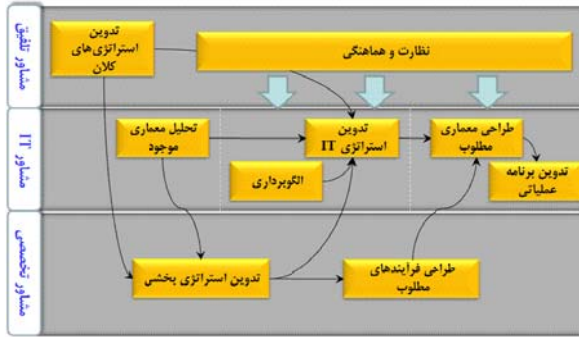 مشاور تلفیق
تدوین
استراتژی‌های
کلان
نظارت و هماهنگی
مشاور IT
تحلیل معماری
موجود
تدوین
استراتژی IT
الگوبرداری
طراحی معماری
مطلوب
تدوین برنامه
عملیاتی
مشاور تخصصی
تدوین استراتژی بخشی
طراحی فرآیندهای
مطلوب